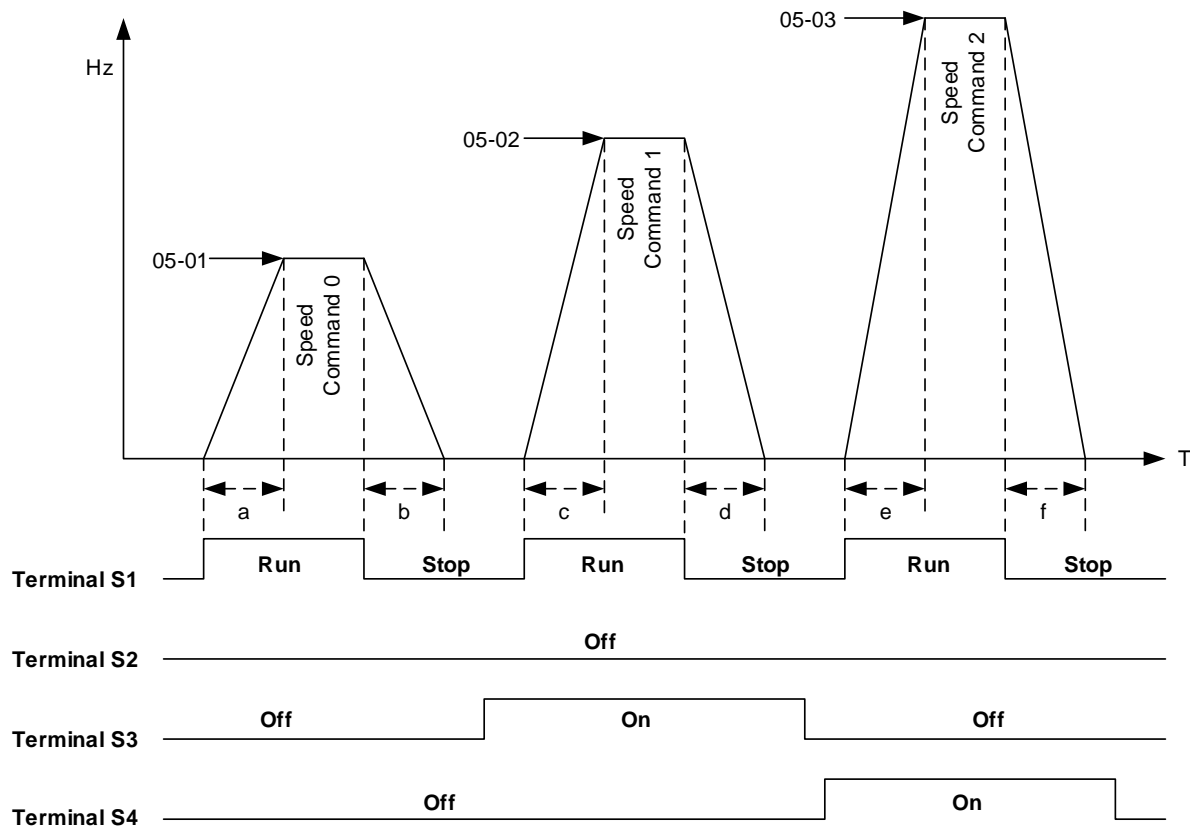 05-03
Hz
Speed
Command 2
05-02
Speed
Command 1
05-01
Speed
Command 0
T
a
b
c
d
e
f
Run
Stop
Run
Stop
Run
Stop
Terminal S1
Off
Terminal S2
Off
On
Off
Terminal S3
Off
On
Terminal S4